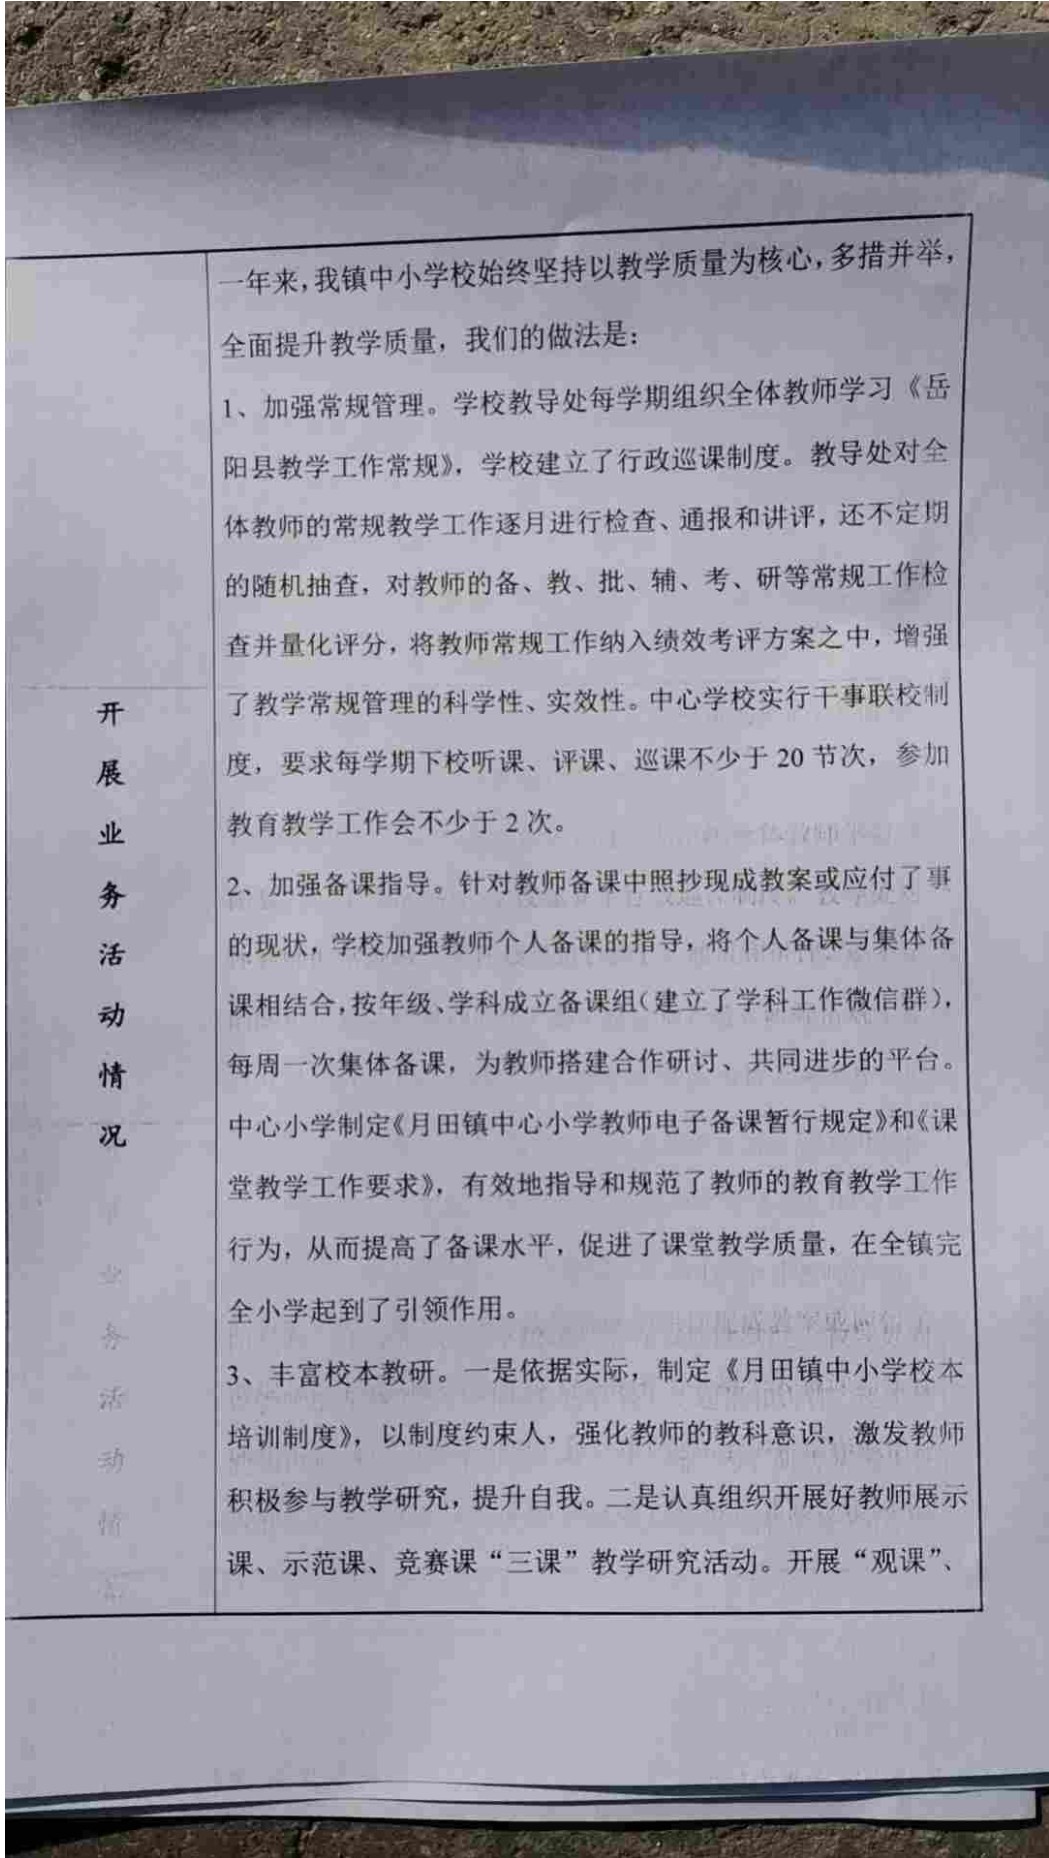 开
展
业
务
活
动
情
况
一年来，我镇中小学校始终坚持以教学质量为核心，多措并举，
全面提升教学质量，我们的做法是：
1、加强常规管理。学校教导处每学期组织全体教师学习《岳
阳县教学工作常规》，学校建立了行政巡课制度。教导处对全
体教师的常规教学工作逐月进行检查、通报和讲评，还不定期
的随机抽查，对教师的备、教、批、辅、考、研等常规工作检
查并量化评分，将教师常规工作纳入绩效考评方案之中，增强
了教学常规管理的科学性、实效性。中心学校实行干事联校制
度，要求每学期下校听课、评课、巡课不少于 20 节次，参加
教育教学工作会不少于 2 次。
2、加强备课指导。针对教师备课中照抄现成教案或应付了事
的现状，学校加强教师个人备课的指导，将个人备课与集体备
课相结合，按年级、学科成立备课组（建立了学科工作微信群），
每周一次集体备课，为教师搭建合作研讨、共同进步的平台。
中心小学制定《月田镇中心小学教师电子备课暂行规定》和《课
堂教学工作要求》，有效地指导和规范了教师的教育教学工作
行为，从而提高了备课水平，促进了课堂教学质量，在全镇完
全小学起到了引领作用。
3、丰富校本教研。一是依据实际，制定《月田镇中小学校本
培训制度》，以制度约束人，强化教师的教科意识，激发教师
积极参与教学研究，提升自我。二是认真组织开展好教师展示
课、示范课、竞赛课“三课”教学研究活动。开展“观课”、